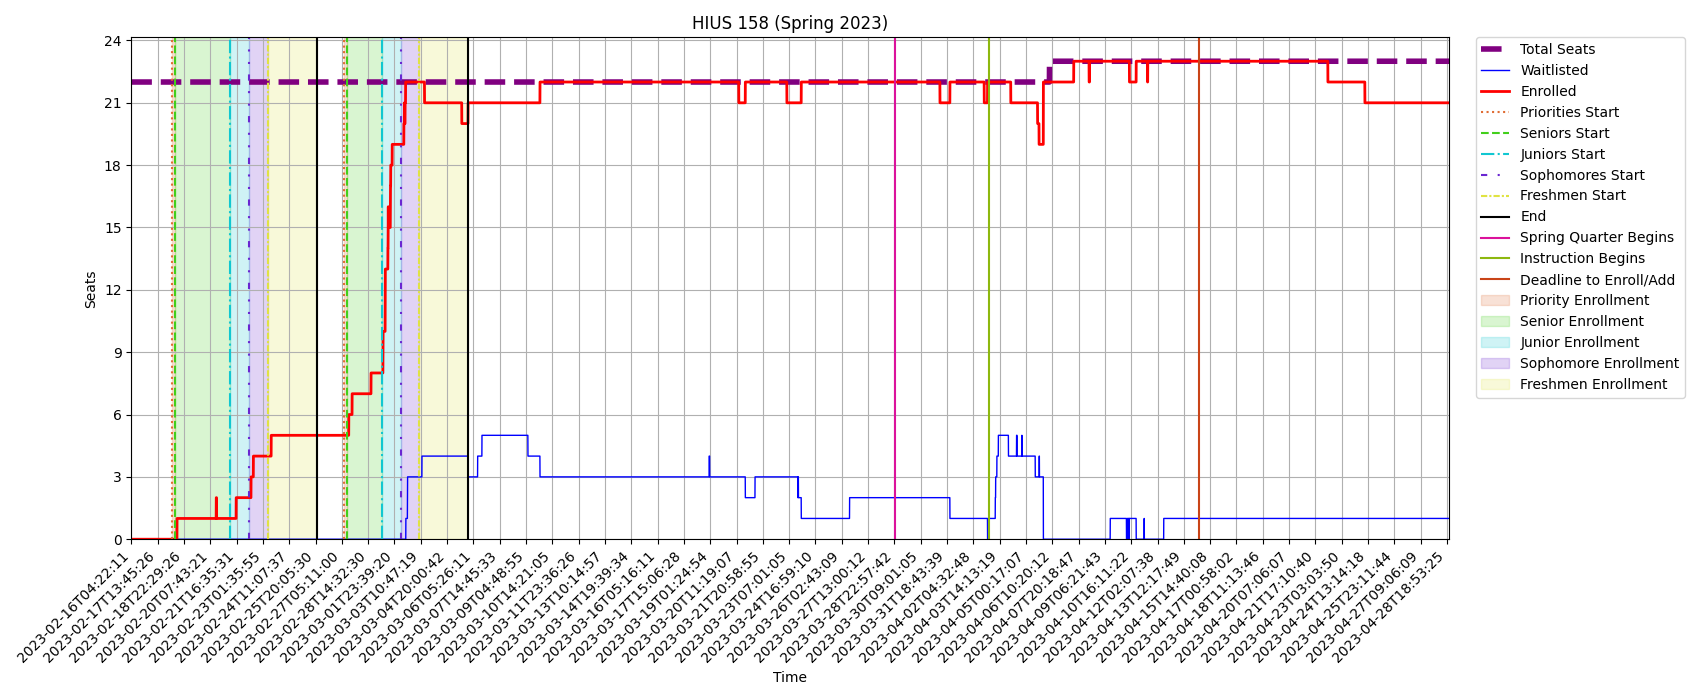 HIUS 158 (Spring 2023)
24
21
18
15
12
9
6
3
0
Seats
2023-02-16T04:22:11
2023-02-17T13:45:26
2023-02-18T22:29:26
2023-02-20T07:43:21
2023-02-21T16:35:31
2023-02-23T01:35:55
2023-02-24T11:07:37
2023-02-25T20:05:30
2023-02-27T05:11:00
2023-02-28T14:32:30
2023-03-01T23:39:20
2023-03-03T10:47:19
2023-03-04T20:00:42
2023-03-06T05:26:11
2023-03-07T14:45:33
2023-03-09T04:48:55
2023-03-10T14:21:05
2023-03-11T23:36:26
2023-03-13T10:14:57
2023-03-14T19:39:34
2023-03-16T05:16:11
2023-03-17T15:06:28
2023-03-19T01:24:54
2023-03-20T11:19:07
2023-03-21T20:58:55
2023-03-23T07:01:05
2023-03-24T16:59:10
2023-03-26T02:43:09
2023-03-27T13:00:12
2023-03-28T22:57:42
2023-03-30T09:01:05
2023-03-31T18:43:39
2023-04-02T04:32:48
2023-04-03T14:13:19
2023-04-05T00:17:07
2023-04-06T10:20:12
2023-04-07T20:18:47
2023-04-09T06:21:43
2023-04-10T16:11:22
2023-04-12T02:07:38
2023-04-13T12:17:49
2023-04-15T14:40:08
2023-04-17T00:58:02
2023-04-18T11:13:46
2023-04-20T07:06:07
2023-04-21T17:10:40
2023-04-23T03:03:50
2023-04-24T13:14:18
2023-04-25T23:11:44
2023-04-27T09:06:09
2023-04-28T18:53:25
Time
Total Seats
Waitlisted
Enrolled
Priorities Start
Seniors Start
Juniors Start
Sophomores Start
Freshmen Start
End
Spring Quarter Begins
Instruction Begins
Deadline to Enroll/Add
Priority Enrollment
Senior Enrollment
Junior Enrollment
Sophomore Enrollment
Freshmen Enrollment